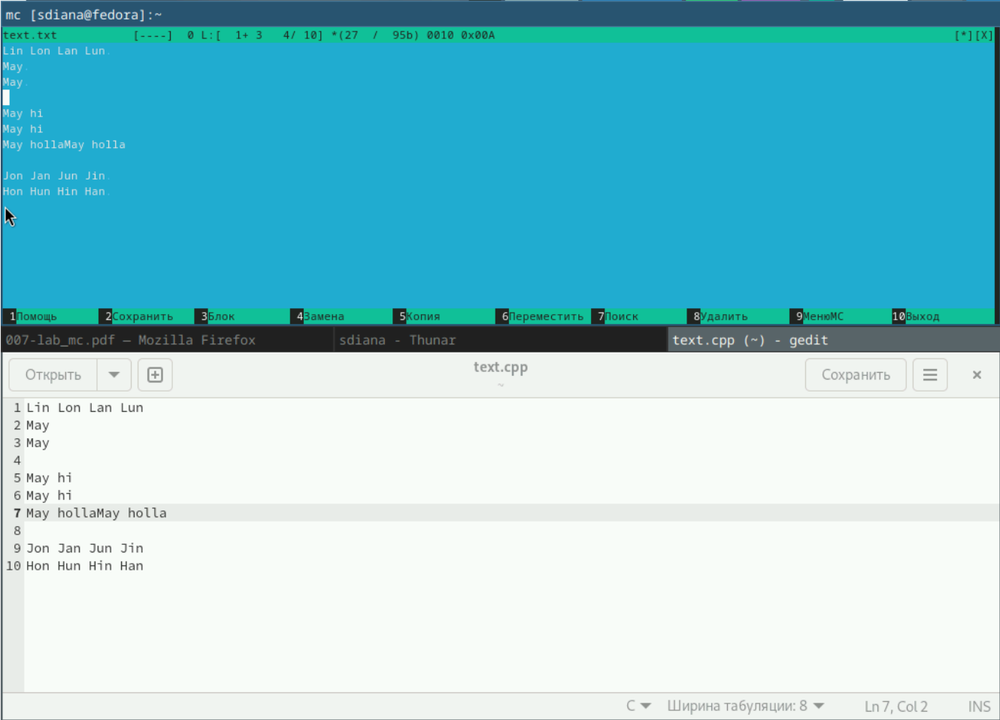 mc [sdiana@fedora]:~
text.txt [----] 0 L:[ 1+ 3 4/ 10] *(27 / 95b) 0010 0x00A [*][X]
Lin Lon Lan Lun.
May.
May.
May hi
May hi
May hollaMay holla
Jon Jan Jun Jin.
Hon Hun Hin Han.
1Помощь 2Сохранить 3Блок 4Замена 5Копия 6Переместить 7Поиск 8Удалить 9МенюMC 10Выход
007-lab_mc.pdf — Mozilla Firefox sdiana - Thunar text.cpp (~) - gedit
Открыть text.cpp Сохранить
~
1 Lin Lon Lan Lun
2 May
3 May
4
5 May hi
6 May hi
7 May hollaMay holla
8
9 Jon Jan Jun Jin
10 Hon Hun Hin Han
C Ширина табуляции: 8 Ln 7, Col 2 INS